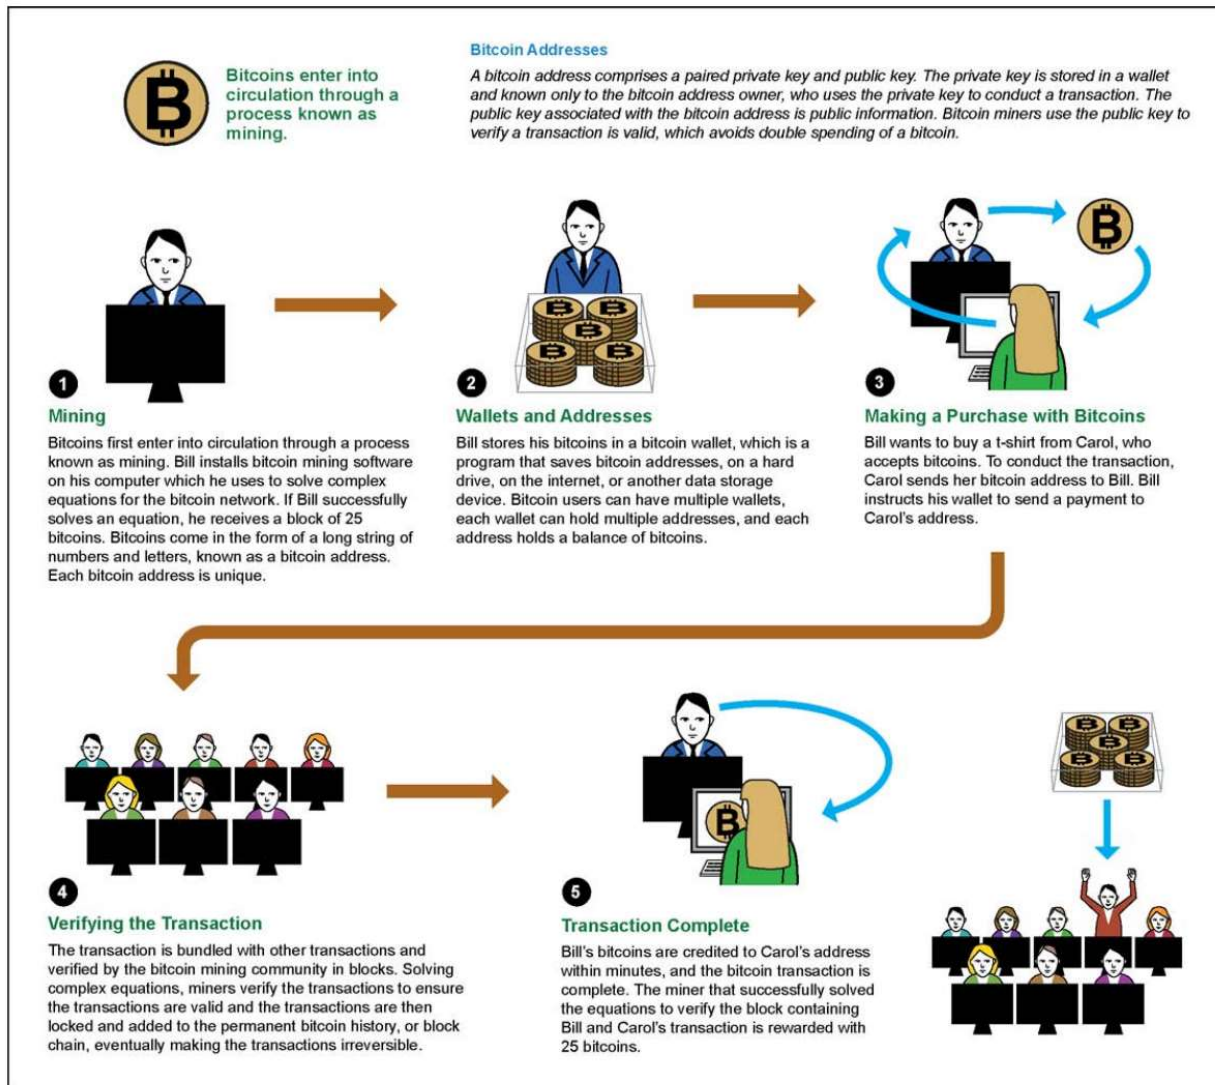 Bitcoins enter into
circulation through a
process known as
mining.
Bitcoin Addresses
A bitcoin address comprises a paired private key and public key. The private key is stored in a wallet
and known only to the bitcoin address owner, who uses the private key to conduct a transaction. The
public key associated with the bitcoin address is public information. Bitcoin miners use the public key to
verify a transaction is valid, which avoids double spending of a bitcoin.
1
Mining
Bitcoins first enter into circulation through a process
known as mining. Bill installs bitcoin mining software
on his computer which he uses to solve complex
equations for the bitcoin network. If Bill successfully
solves an equation, he receives a block of 25
bitcoins. Bitcoins come in the form of a long string of
numbers and letters, known as a bitcoin address.
Each bitcoin address is unique.
2
Wallets and Addresses
Bill stores his bitcoins in a bitcoin wallet, which is a
program that saves bitcoin addresses, on a hard
drive, on the internet, or another data storage
device. Bitcoin users can have multiple wallets,
each wallet can hold multiple addresses, and each
address holds a balance of bitcoins.
3
Making a Purchase with Bitcoins
Bill wants to buy a t-shirt from Carol, who
accepts bitcoins. To conduct the transaction,
Carol sends her bitcoin address to Bill. Bill
instructs his wallet to send a payment to
Carol's address.
4
Verifying the Transaction
The transaction is bundled with other transactions and
verified by the bitcoin mining community in blocks. Solving
complex equations, miners verify the transactions to ensure
the transactions are valid and the transactions are then
locked and added to the permanent bitcoin history, or block
chain, eventually making the transactions irreversible.
5
Transaction Complete
Bill's bitcoins are credited to Carol's address
within minutes, and the bitcoin transaction is
complete. The miner that successfully solved
the equations to verify the block containing
Bill and Carol's transaction is rewarded with
25 bitcoins.